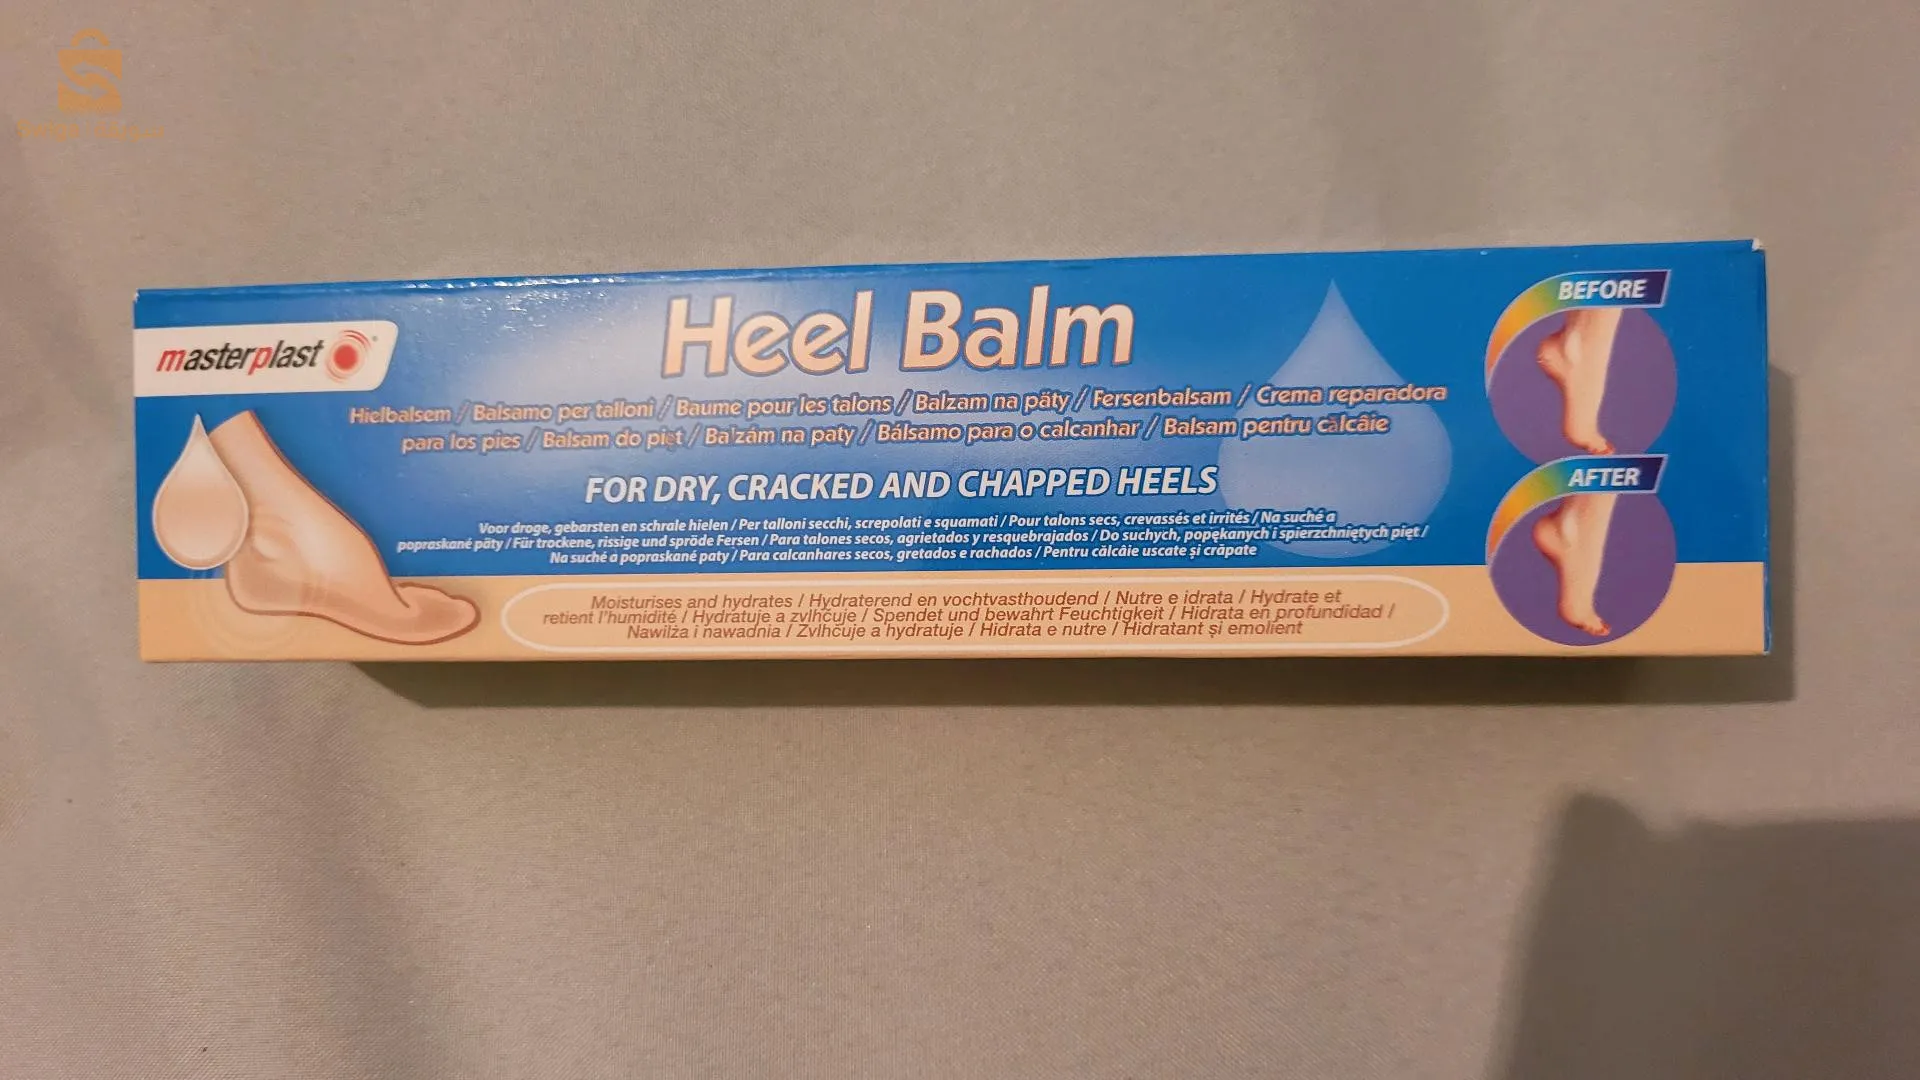 masterplast
Heel Balm
Hielbalsem / Balsamo per talloni / Baume pour les talons / Balzam na päty / Fersenbalsam / Crema reparadora
para los pies / Balsam do pięt / Balzám na paty / Bálsamo para o calcanhar / Balsam pentru călcâie
FOR DRY, CRACKED AND CHAPPED HEELS
Voor droge, gebarsten en schrale hielen / Per talloni secchi, screpolati e squamati / Pour talons secs, crevassés et irrités / Na suché a
popraskané päty / Für trockene, rissige und spröde Fersen / Para talones secos, agrietados y resquebrajados / Do suchych, popękanych i spierzchniętych pięt /
Na suché a popraskané paty / Para calcanhares secos, gretados e rachados / Pentru călcâie uscate și crăpate
Moisturises and hydrates / Hydraterend en vochtvasthoudend / Nutre e idrata / Hydrate et
retient l'humidité / Hydratuje a zvlhčuje / Spendet und bewahrt Feuchtigkeit / Hidrata en profundidad /
Nawilża i nawadnia / Zvlhčuje a hydratuje / Hidrata e nutre / Hidratant și emolient
BEFORE
AFTER